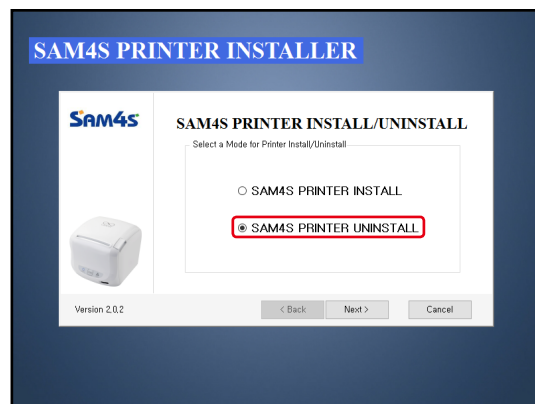 SAM4S PRINTER INSTALLER
SAM4S
SAM4S PRINTER INSTALL/UNINSTALL
Select a Mode for Printer Install/Uninstall
SAM4S PRINTER INSTALL
SAM4S PRINTER UNINSTALL
Version 2,0,2
< Back
Next >
Cancel